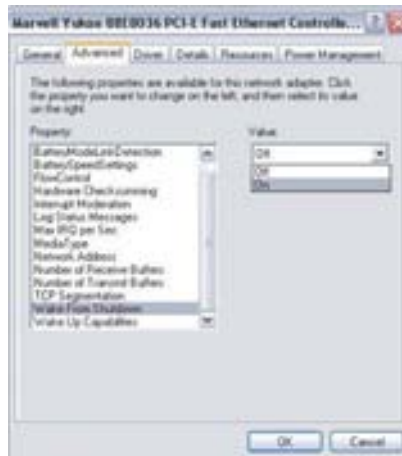 Marvell Yukon 88E8036 PCI-E Fast Ethernet Controlle...
General Advanced Driver Details Resources Power Management
The following properties are available for this network adapter. Click
the property you want to change on the left, and then select its value
on the right.
Property: Value:
BatteryModeLinkDetection Off
BatterySpeedSettings Off
FlowControl On
Hardware Checksumming
Interrupt Moderation
Log Status Messages
Max IRQ per Sec
MediaType
Network Address
Number of Receive Buffers
Number of Transmit Buffers
TCP Segmentation
Wake From Shutdown
Wake Up Capabilities
OK Cancel